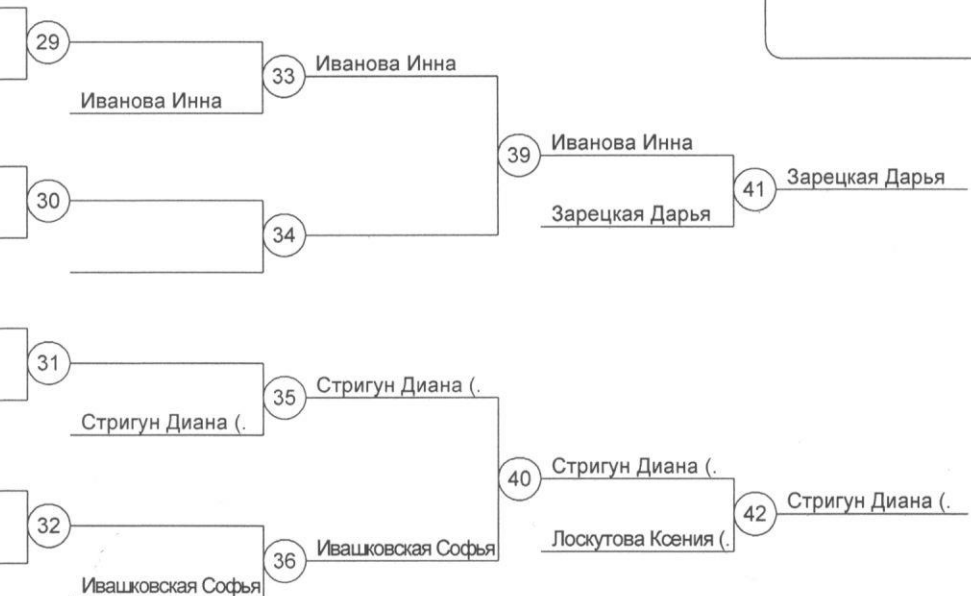 29
33
Иванова Инна
Иванова Инна
39
Иванова Инна
41
Зарецкая Дарья
30
Зарецкая Дарья
34
31
35
Стригун Диана (.
Стригун Диана (.
40
Стригун Диана (.
42
Стригун Диана (.
32
Лоскутова Ксения (.
36
Ивашковская Софья
Ивашковская Софья